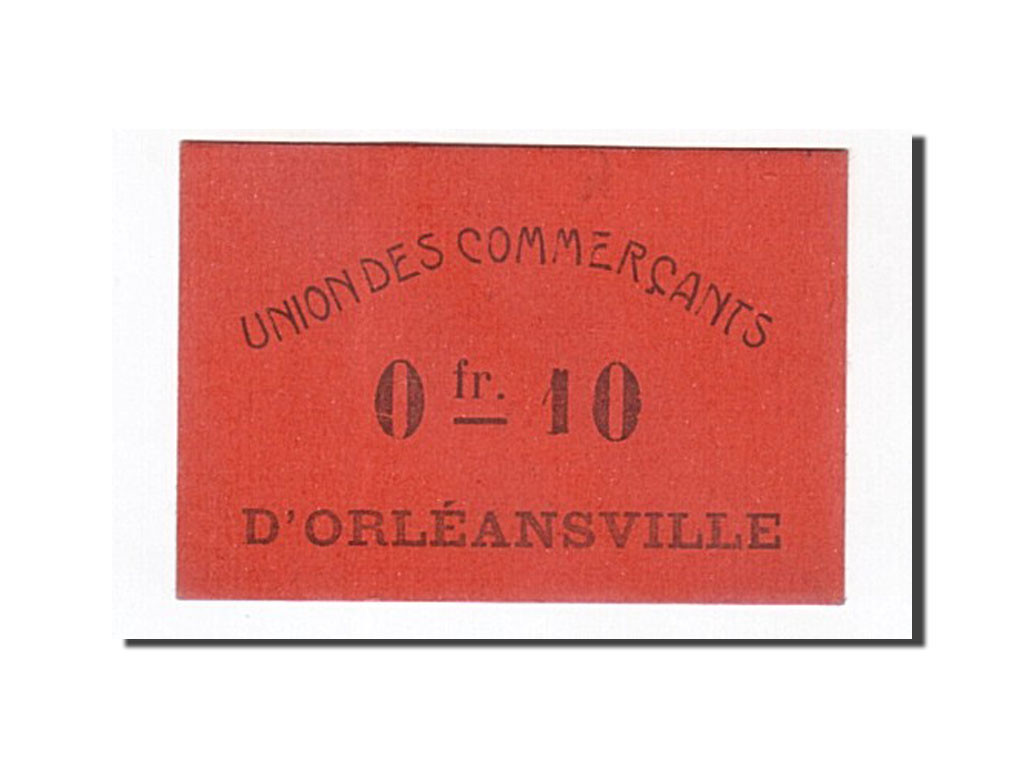 UNION DES COMMERÇANTS
0 fr. 10
D'ORLÉANSVILLE